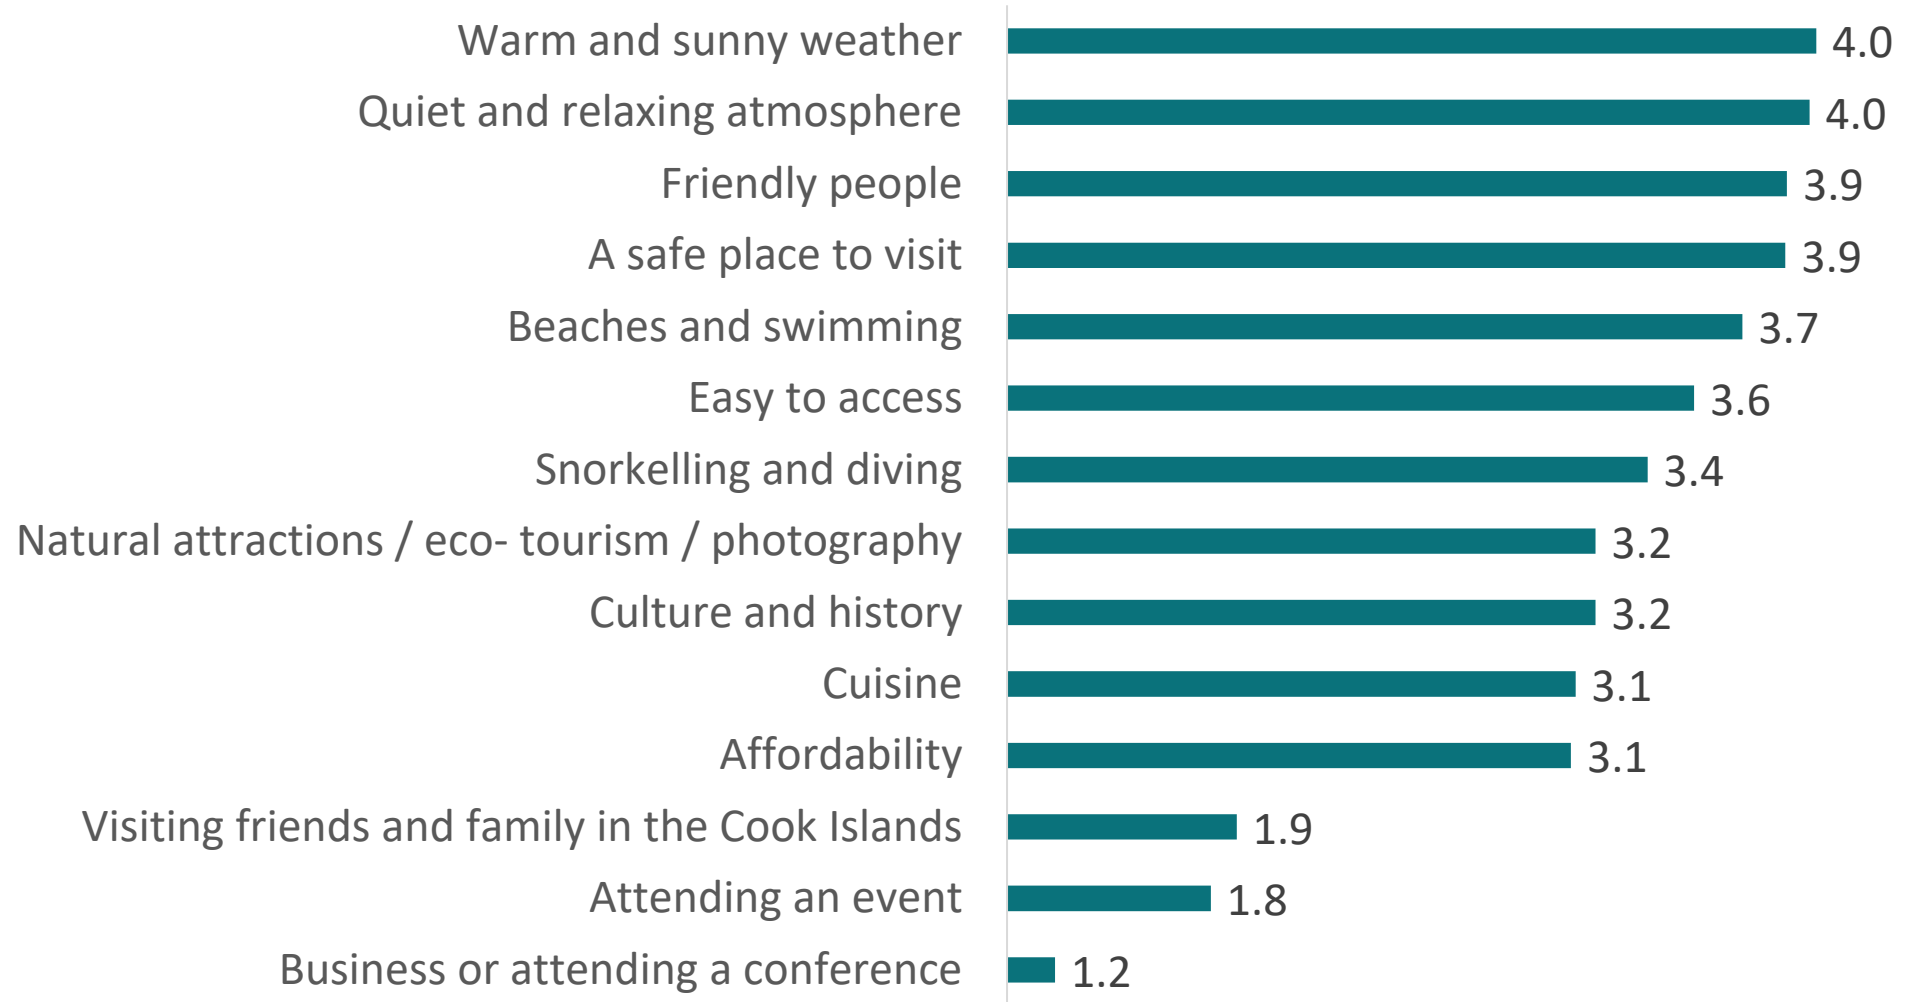 Warm and sunny weather 4.0
Quiet and relaxing atmosphere 4.0
Friendly people 3.9
A safe place to visit 3.9
Beaches and swimming 3.7
Easy to access 3.6
Snorkelling and diving 3.4
Natural attractions / eco- tourism / photography 3.2
Culture and history 3.2
Cuisine 3.1
Affordability 3.1
Visiting friends and family in the Cook Islands 1.9
Attending an event 1.8
Business or attending a conference 1.2